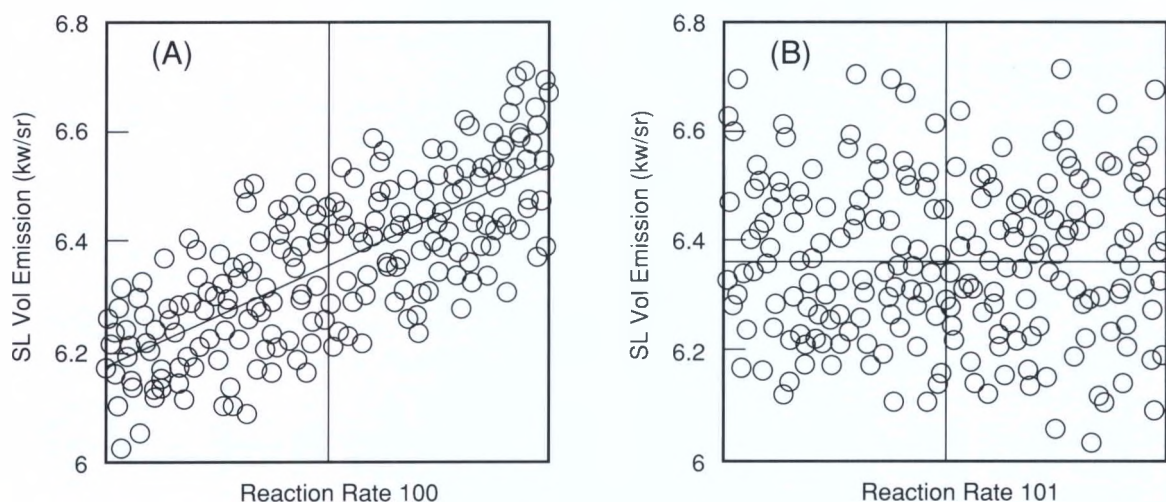 (A)
SL Vol Emission (kw/sr)
6.8
6.6
6.4
6.2
6
Reaction Rate 100
(B)
SL Vol Emission (kw/sr)
6.8
6.6
6.4
6.2
6
Reaction Rate 101